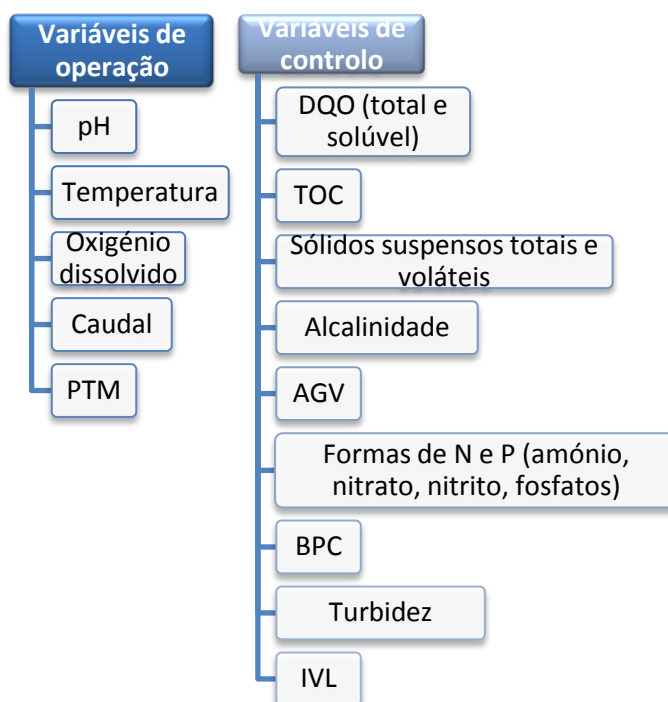 Variáveis de
operação
pH
Temperatura
Oxigénio
dissolvido
Caudal
PTM
Variáveis de
controlo
DQO (total e
solúvel)
TOC
Sólidos suspensos totais e
voláteis
Alcalinidade
AGV
Formas de N e P (amónio,
nitrato, nitrito, fosfatos)
BPC
Turbidez
IVL